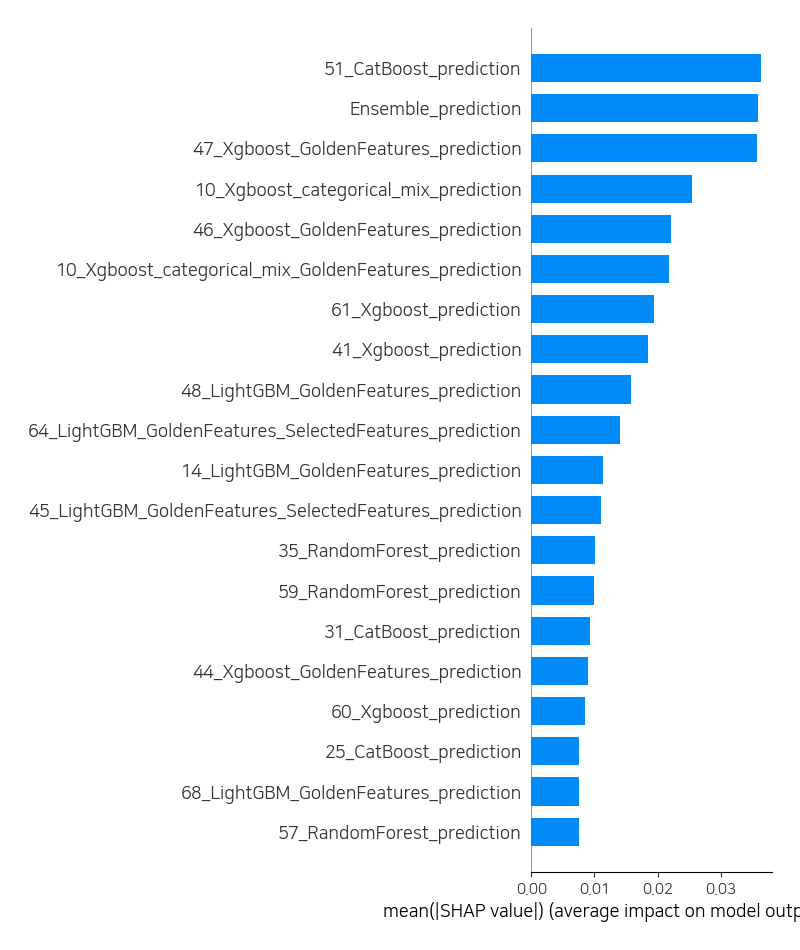 51_CatBoost_prediction
Ensemble_prediction
47_Xgboost_GoldenFeatures_prediction
10_Xgboost_categorical_mix_prediction
46_Xgboost_GoldenFeatures_prediction
10_Xgboost_categorical_mix_GoldenFeatures_prediction
61_Xgboost_prediction
41_Xgboost_prediction
48_LightGBM_GoldenFeatures_prediction
64_LightGBM_GoldenFeatures_SelectedFeatures_prediction
14_LightGBM_GoldenFeatures_prediction
45_LightGBM_GoldenFeatures_SelectedFeatures_prediction
35_RandomForest_prediction
59_RandomForest_prediction
31_CatBoost_prediction
44_Xgboost_GoldenFeatures_prediction
60_Xgboost_prediction
25_CatBoost_prediction
68_LightGBM_GoldenFeatures_prediction
57_RandomForest_prediction
0.00 0.01 0.02 0.03
mean(|SHAP value|) (average impact on model outp